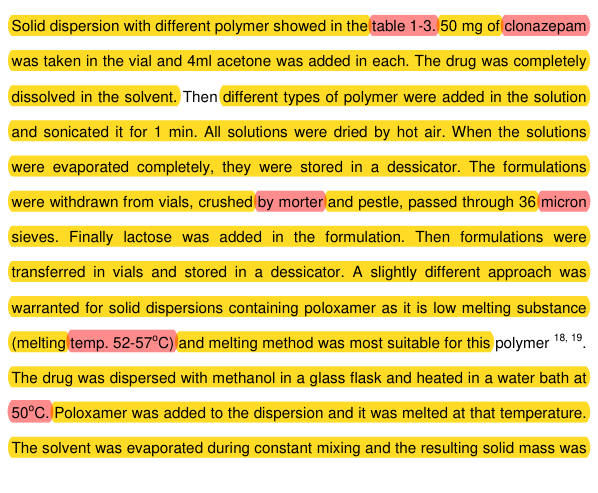 Solid dispersion with different polymer showed in the table 1-3. 50 mg of clonazepam
was taken in the vial and 4ml acetone was added in each. The drug was completely
dissolved in the solvent. Then different types of polymer were added in the solution
and sonicated it for 1 min. All solutions were dried by hot air. When the solutions
were evaporated completely, they were stored in a dessicator. The formulations
were withdrawn from vials, crushed by morter and pestle, passed through 36 micron
sieves. Finally lactose was added in the formulation. Then formulations were
transferred in vials and stored in a dessicator. A slightly different approach was
warranted for solid dispersions containing poloxamer as it is low melting substance
(melting temp. 52-57°C) and melting method was most suitable for this polymer 18, 19.
The drug was dispersed with methanol in a glass flask and heated in a water bath at
50°C. Poloxamer was added to the dispersion and it was melted at that temperature.
The solvent was evaporated during constant mixing and the resulting solid mass was